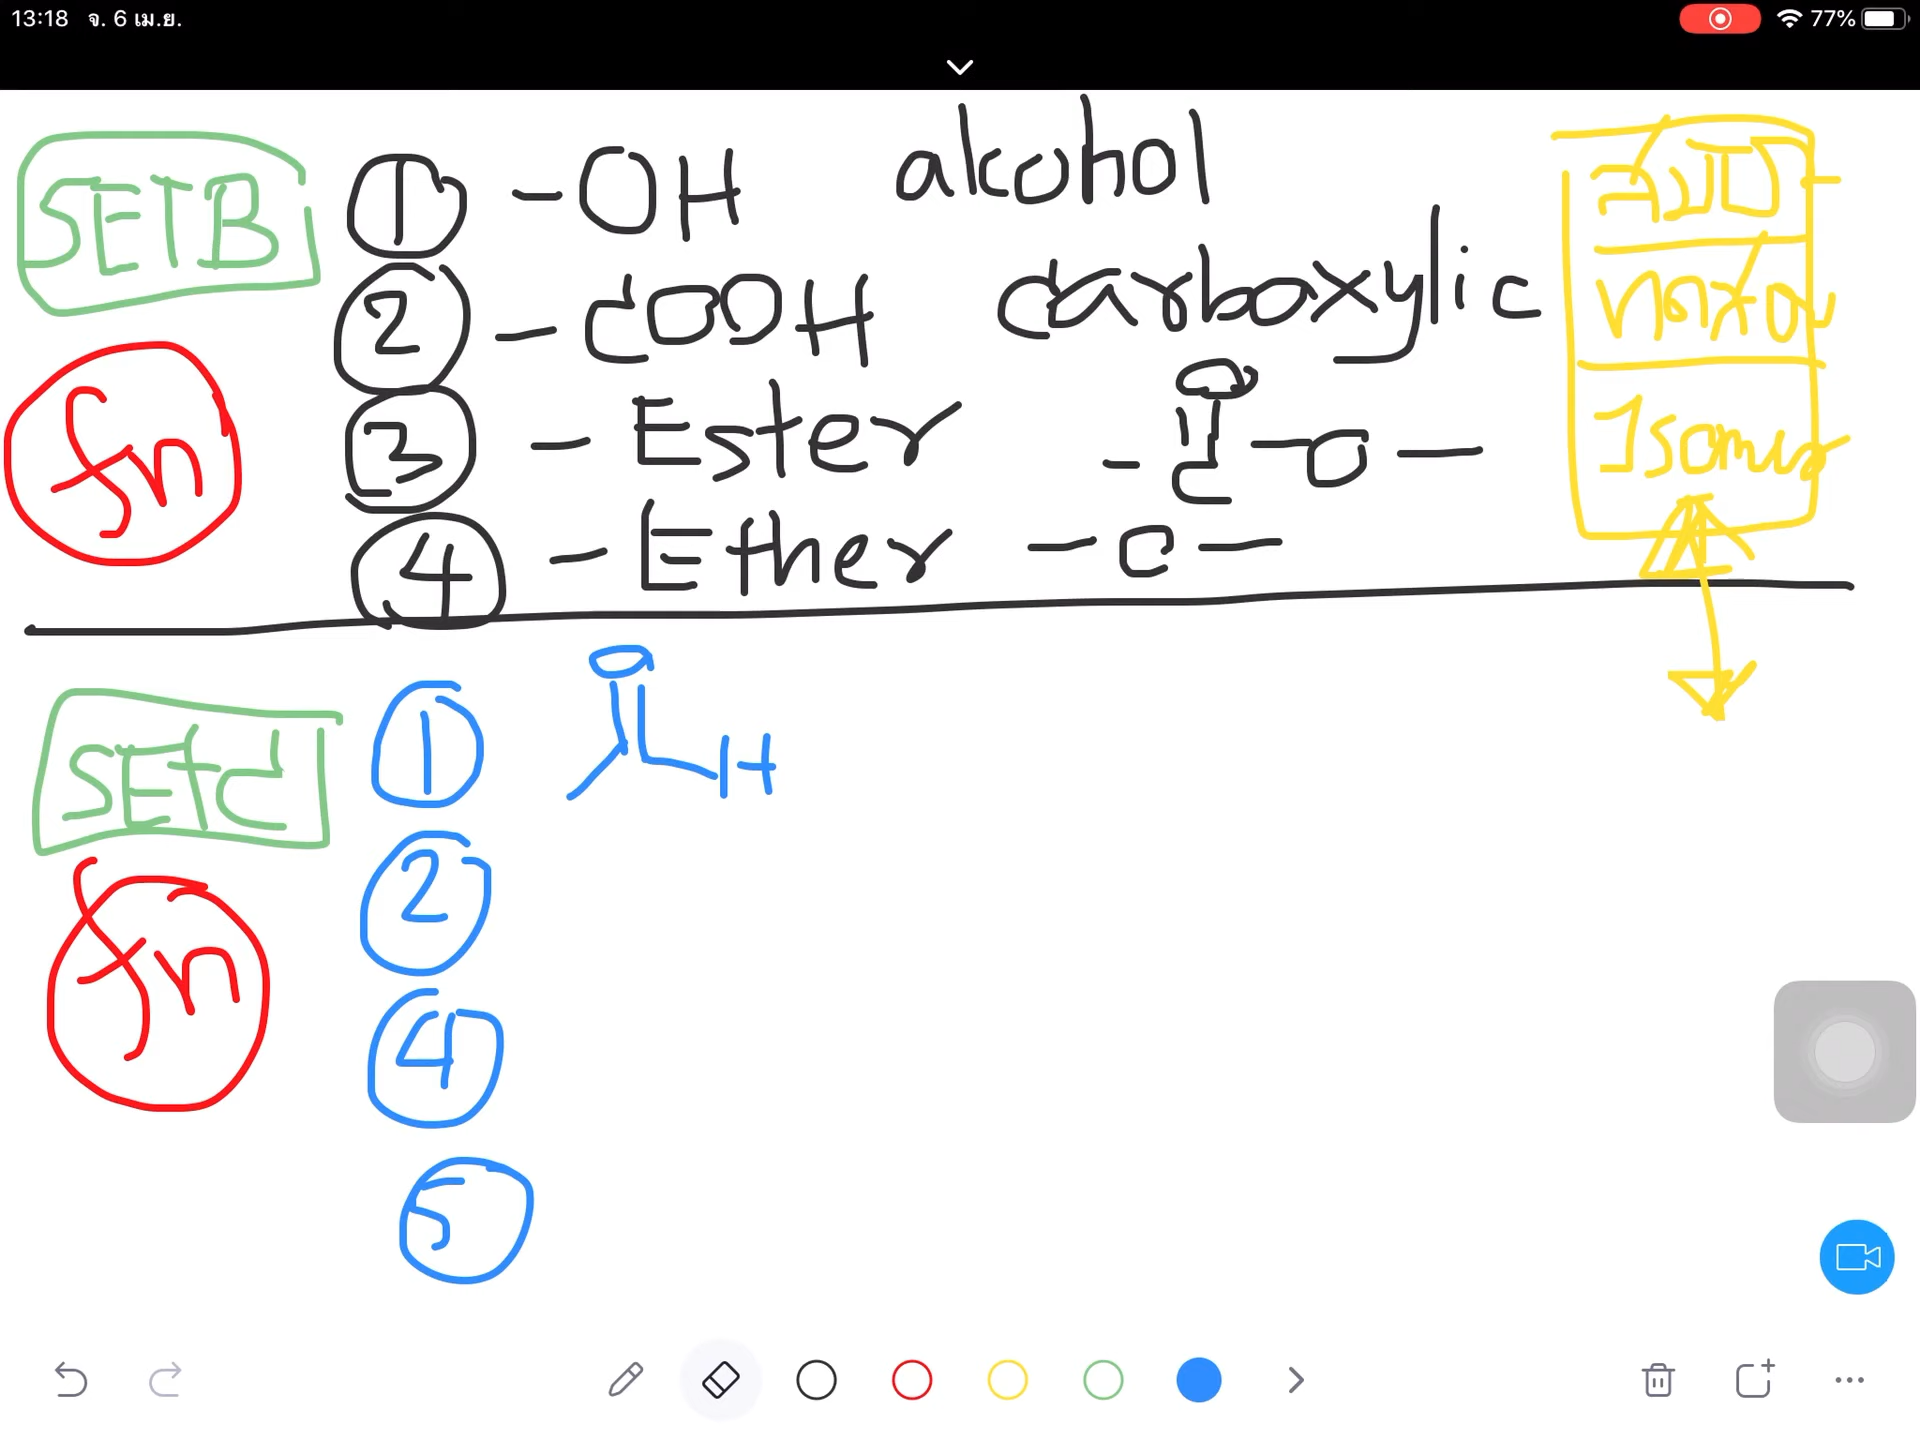 13:18 จ. 6 เม.ย. 77%
SETB
fn
① -OH alcohol
② -COOH carboxylic
③ - Ester O
-C-O-
④ - Ether -O-
สมบัติ
ทดสอบ
Isomer
SETC
fn
① O
H
②
④
⑤